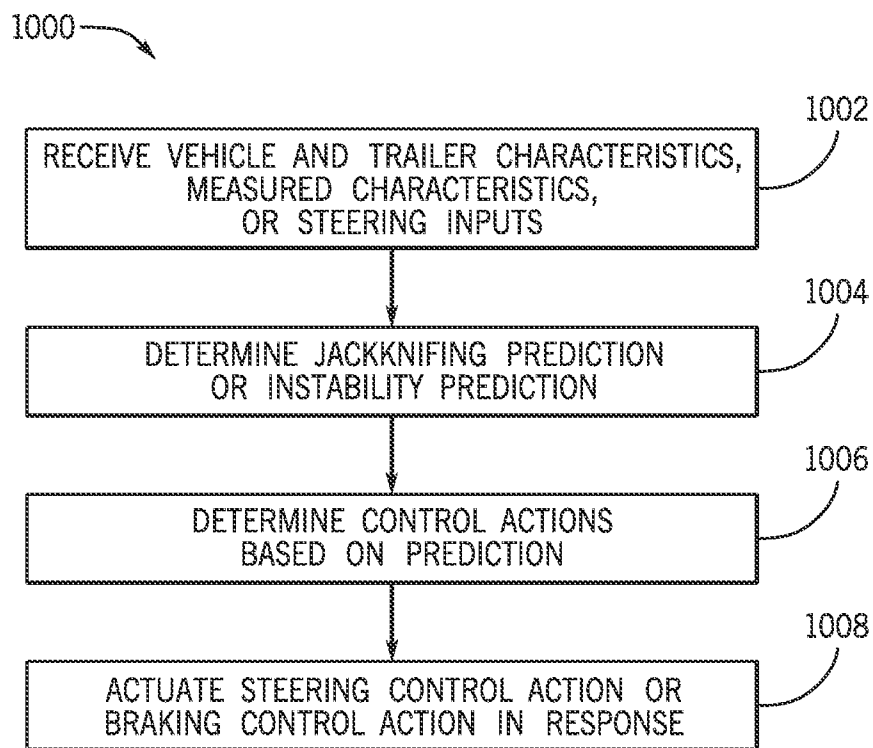 1000
1002
RECEIVE VEHICLE AND TRAILER CHARACTERISTICS,
MEASURED CHARACTERISTICS,
OR STEERING INPUTS
1004
DETERMINE JACKKNIFING PREDICTION
OR INSTABILITY PREDICTION
1006
DETERMINE CONTROL ACTIONS
BASED ON PREDICTION
1008
ACTUATE STEERING CONTROL ACTION OR
BRAKING CONTROL ACTION IN RESPONSE